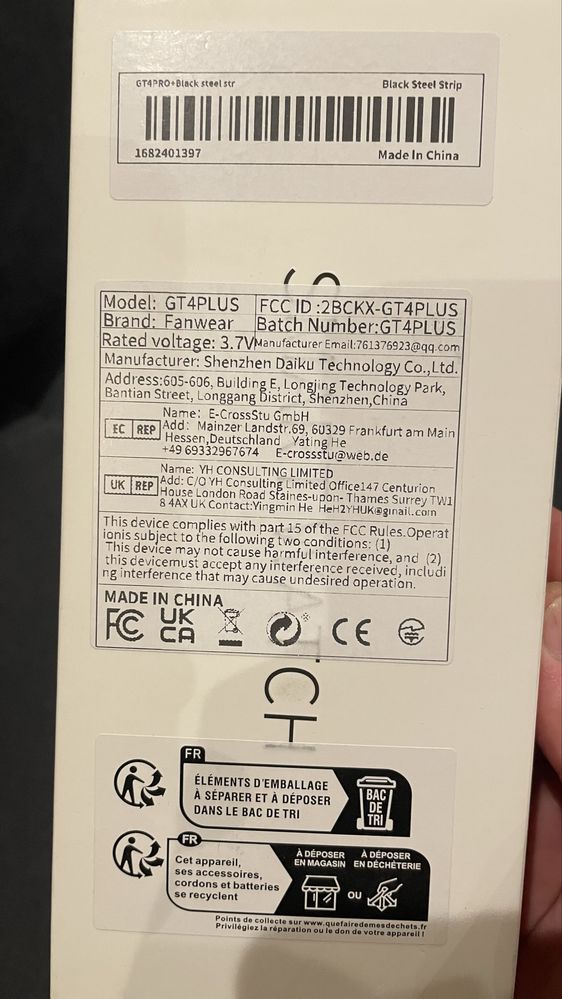 GT4PRO+Black steel str
Black Steel Strip
1682401397
Made In China
Model: GT4PLUS
FCC ID :2BCKX-GT4PLUS
Brand: Fanwear
Batch Number:GT4PLUS
Rated voltage: 3.7V
Manufacturer Email:761376923@qq.com
Manufacturer: Shenzhen Daiku Technology Co.,Ltd.
Address:605-606, Building E, Longjing Technology Park,
Bantian Street, Longgang District, Shenzhen,China
EC REP
Name: E-CrossStu GmbH
Add: Mainzer Landstr.69, 60329 Frankfurt am Main
Hessen,Deutschland Yating He
+49 69332967674 E-crossstu@web.de
UK REP
Name: YH CONSULTING LIMITED
Add: C/O YH Consulting Limited Office147 Centurion
House London Road Staines-upon- Thames Surrey TW1
8 4AX UK Contact:Yingmin He HeH2YHUK@gmail.com
This device complies with part 15 of the FCC Rules.Operat
ionis subject to the following two conditions: (1)
This device may not cause harmful interference, and (2)
this devicemust accept any interference received, includi
ng interference that may cause undesired operation.
MADE IN CHINA
FC
UK
CA
CE
FR
ÉLÉMENTS D'EMBALLAGE
À SÉPARER ET À DÉPOSER
DANS LE BAC DE TRI
BAC
DE
TRI
FR
Cet appareil,
ses accessoires,
cordons et batteries
se recyclent
À DÉPOSER
EN MAGASIN
OU
À DÉPOSER
EN DÉCHÈTERIE
Points de collecte sur www.quefairedemesdechets.fr
Privilégiez la réparation ou le don de votre appareil !